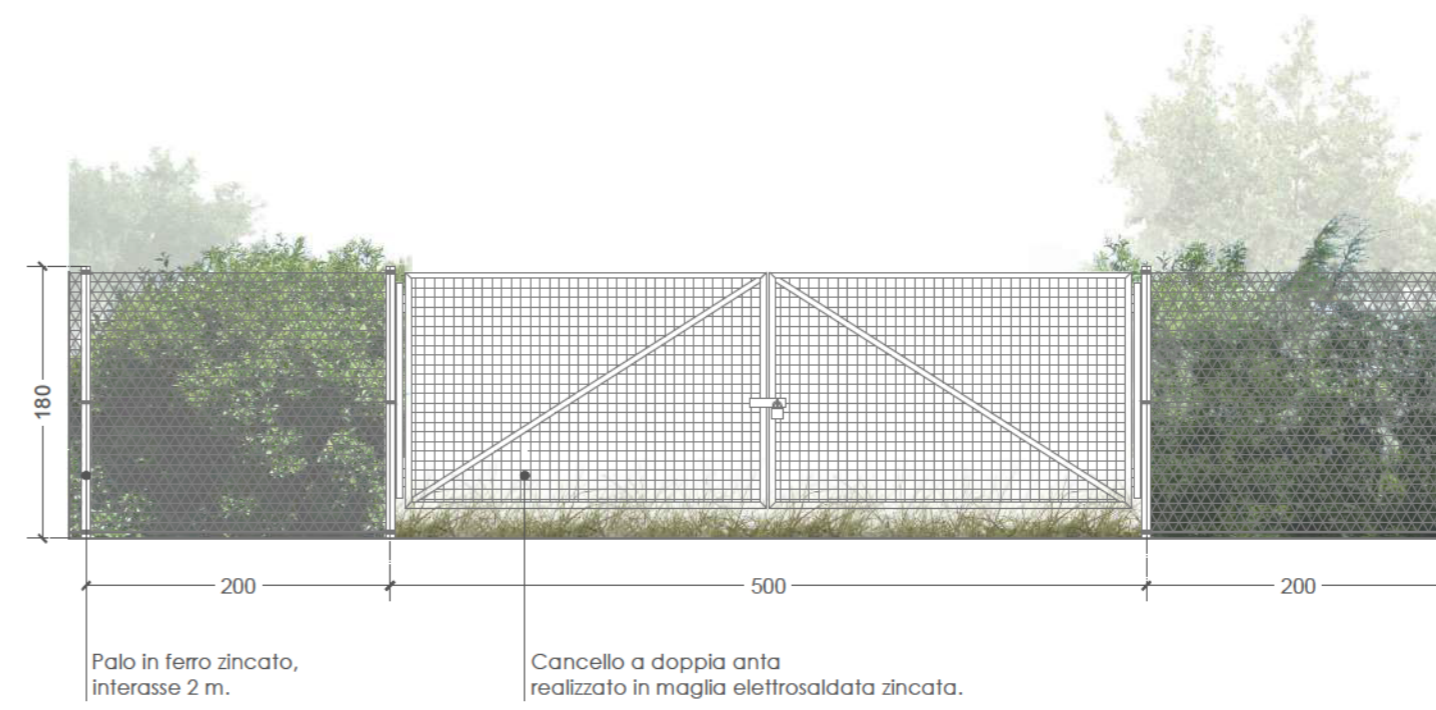 180
200
500
200
Palo in ferro zincato,
interasse 2 m.
Cancello a doppia anta
realizzato in maglia elettrosaldata zincata.